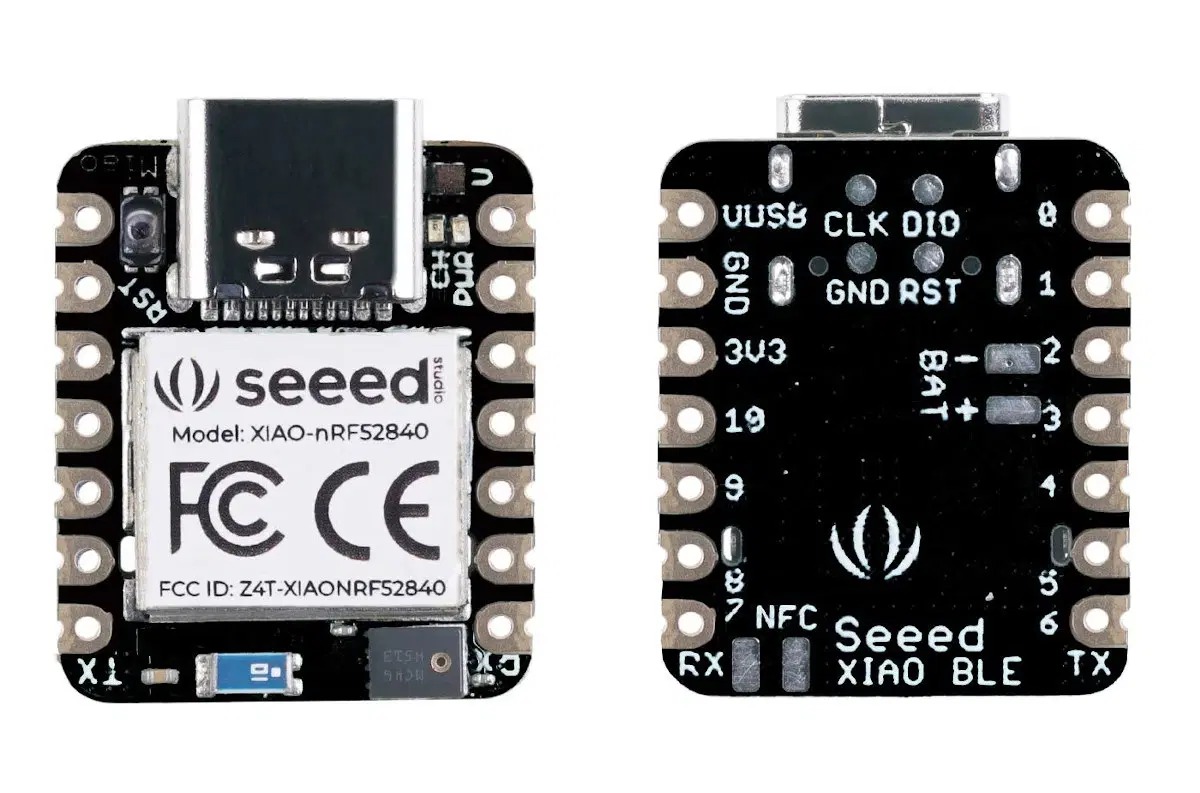 U
RST
CH
PWR
seeed
studio
Model: XIAO-nRF52840
FC CE
FCC ID: Z4T-XIAONRF52840
TX
RX
VUSB
CLK DIO
0
GND
GND RST
1
3V3
BAT
-
2
10
+
3
9
4
8
5
7
NFC
6
RX
Seeed
XIAO BLE
TX